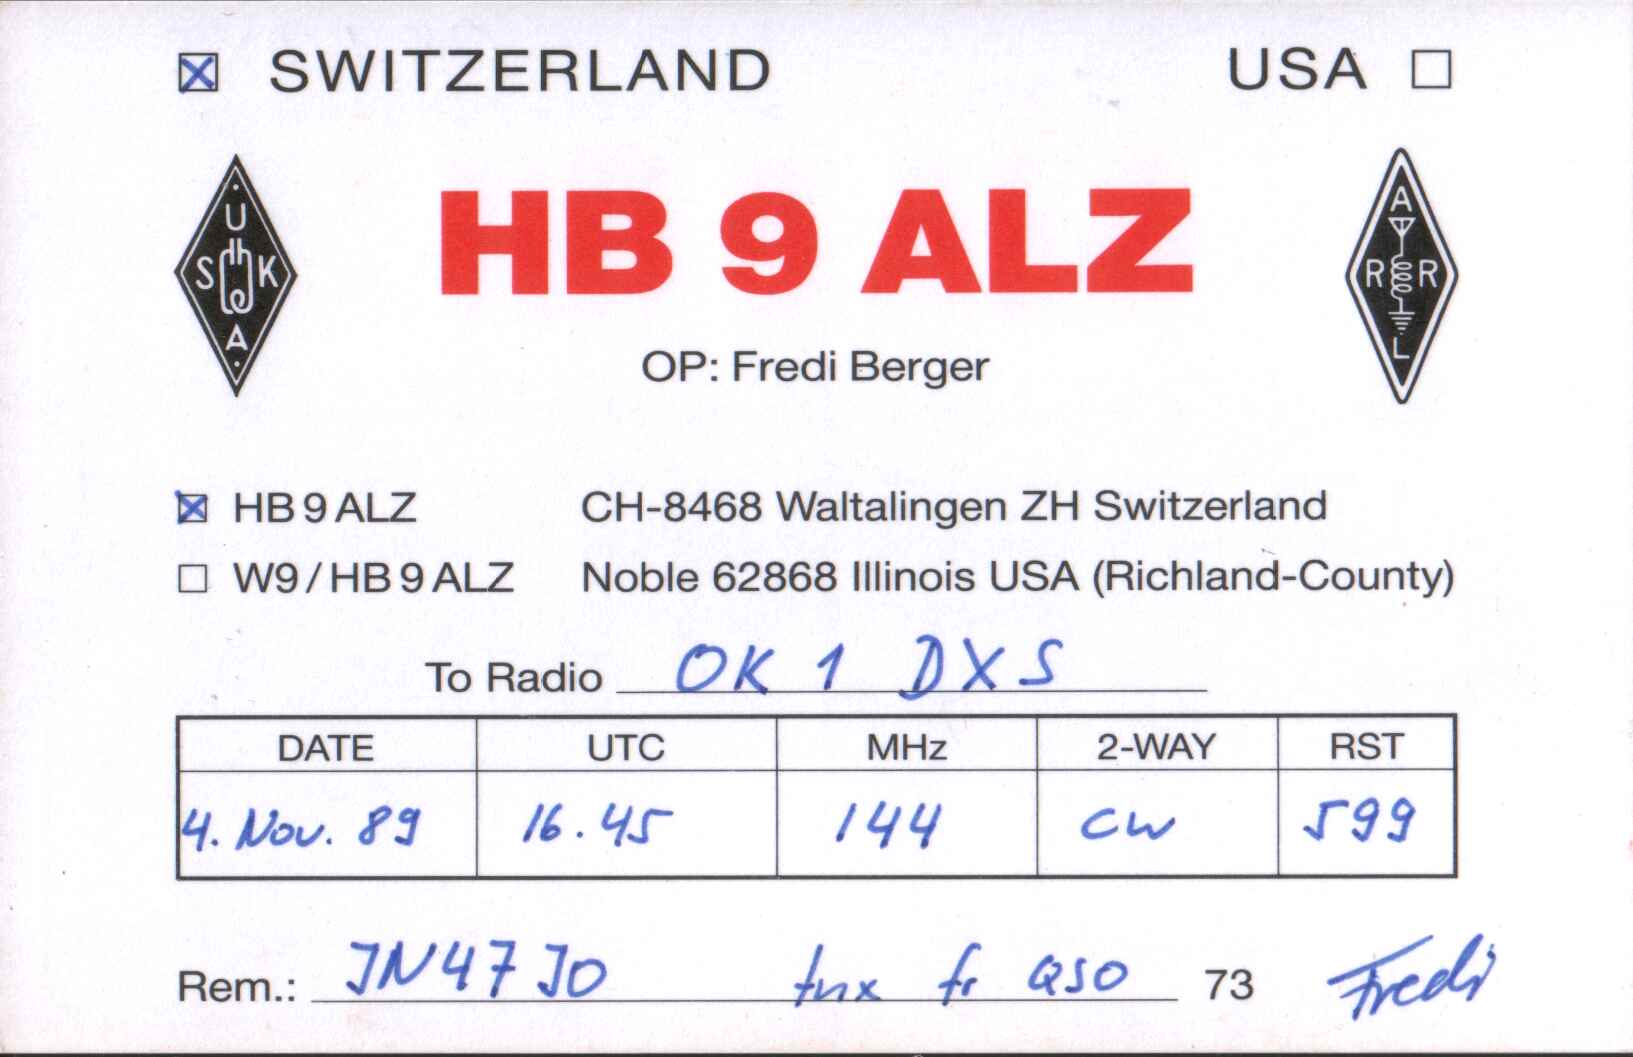 SWITZERLAND USA
U S K A
A R R L
HB 9 ALZ
OP: Fredi Berger
HB 9 ALZ CH-8468 Waltalingen ZH Switzerland
W9/HB 9 ALZ Noble 62868 Illinois USA (Richland-County)
To Radio OK 1 DXS
DATE UTC MHz 2-WAY RST
4. Nov. 89 16.45 144 CW 599
Rem.: JN47JO tnx fr QSO 73 Fredi